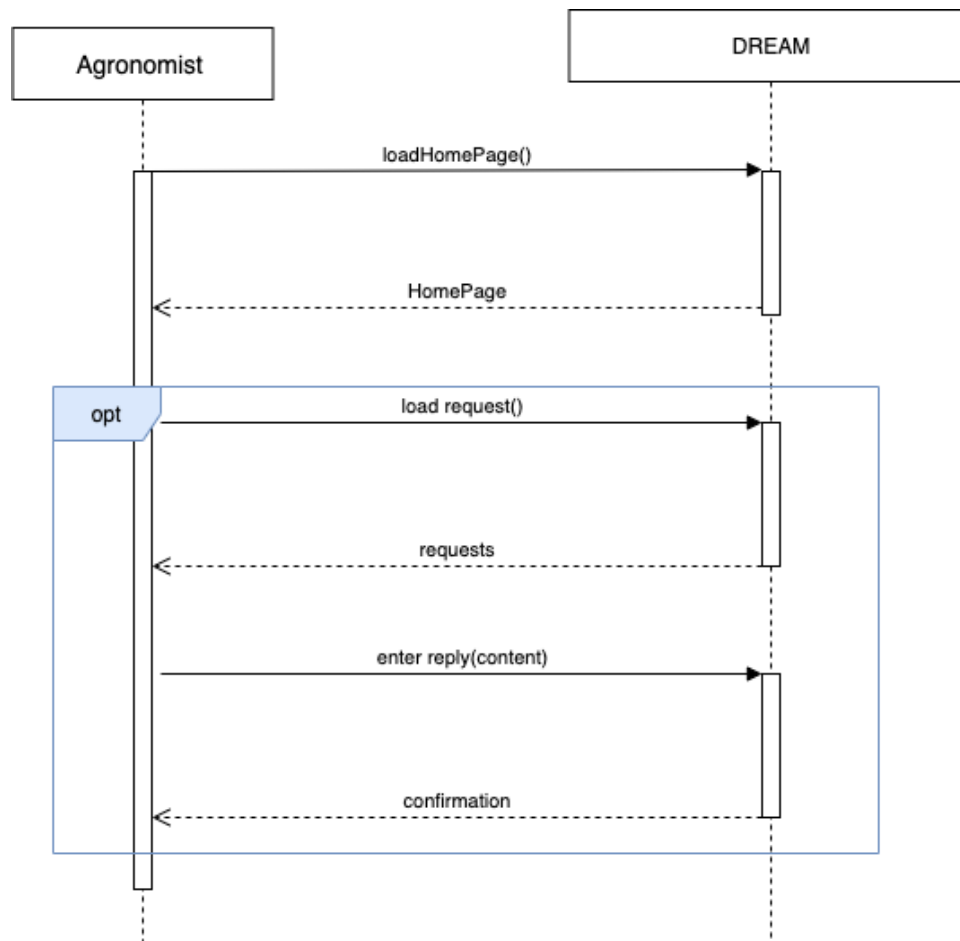 Agronomist
DREAM
loadHomePage()
HomePage
opt
load request()
requests
enter reply(content)
confirmation